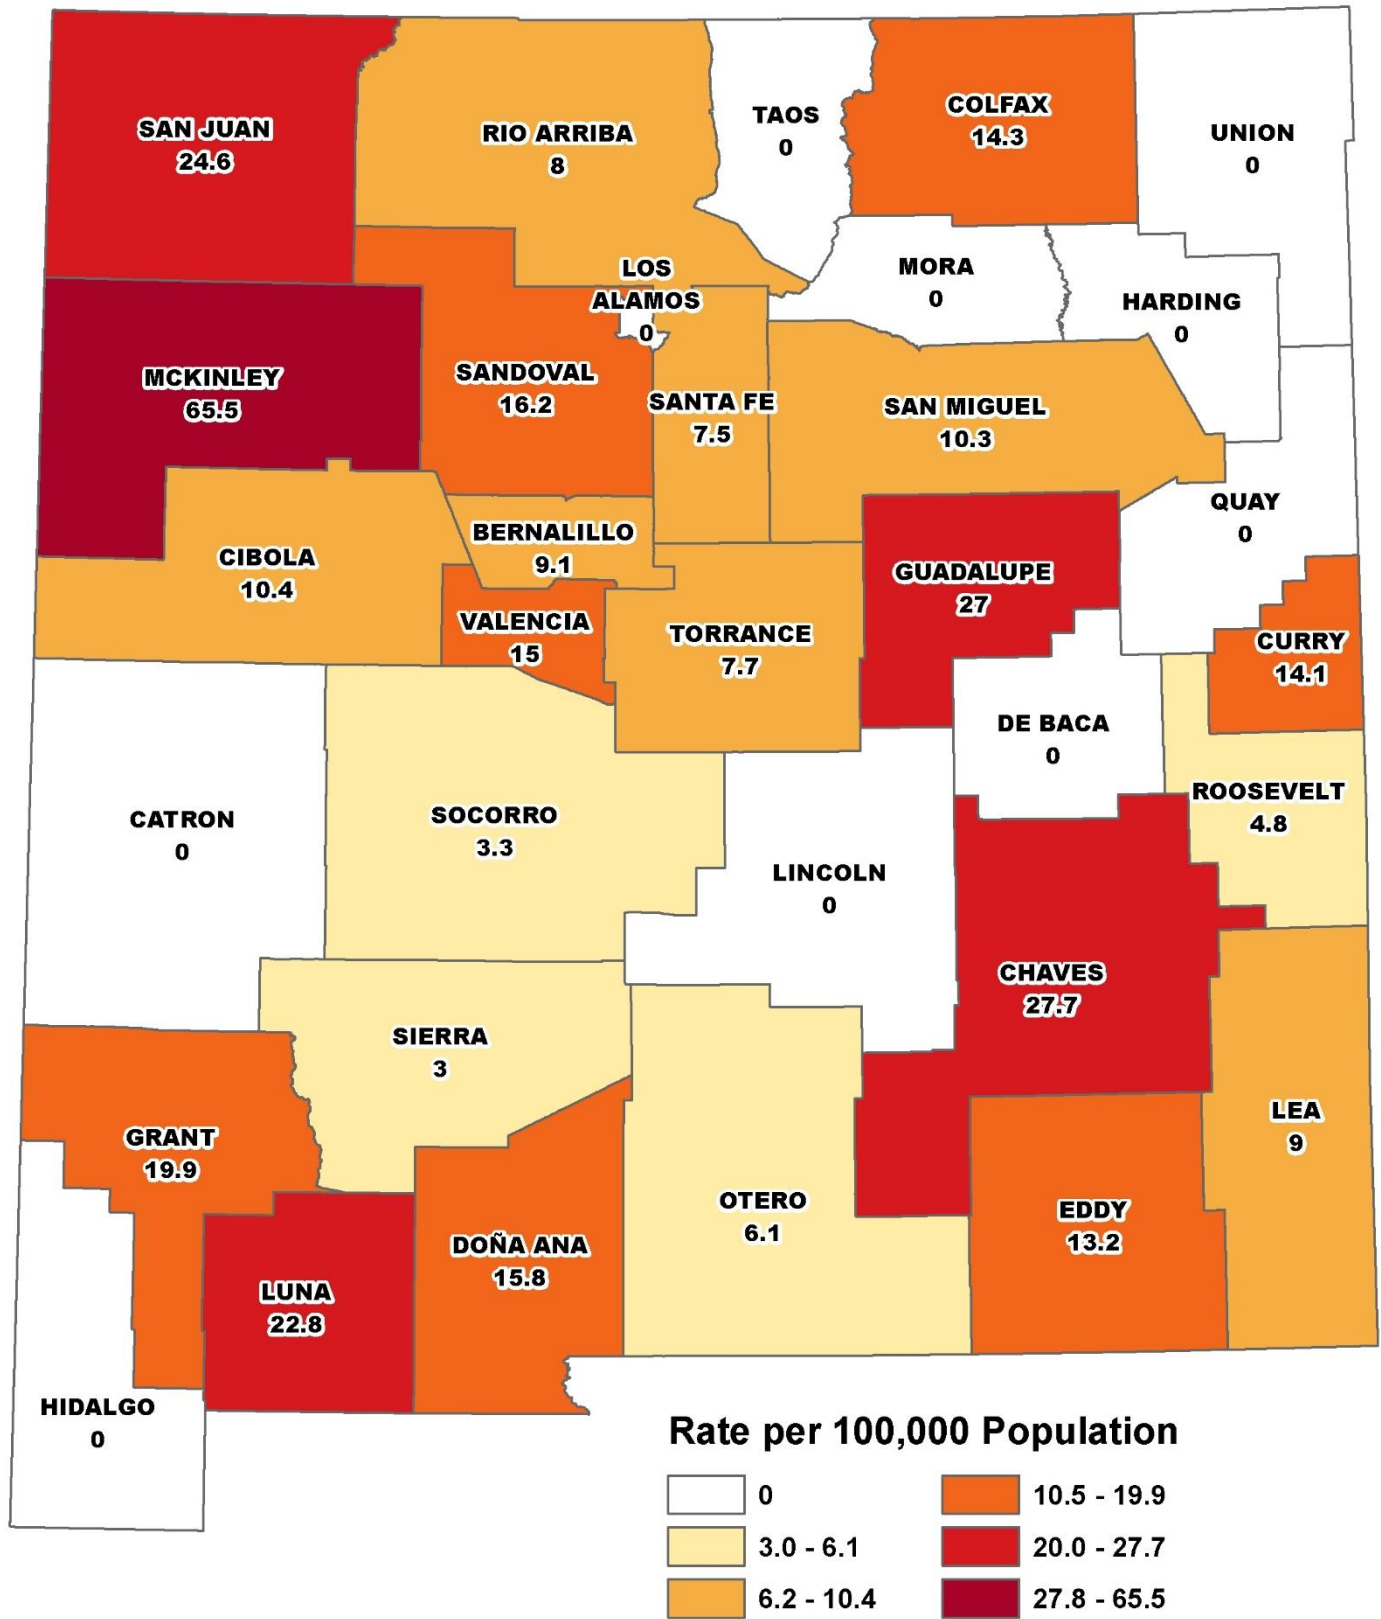 SAN JUAN
24.6
RIO ARRIBA
8
TAOS
0
COLFAX
14.3
UNION
0
LOS
ALAMOS
0
MORA
0
HARDING
0
MCKINLEY
65.5
SANDOVAL
16.2
SANTA FE
7.5
SAN MIGUEL
10.3
QUAY
0
CIBOLA
10.4
BERNALILLO
9.1
GUADALUPE
27
VALENCIA
15
TORRANCE
7.7
CURRY
14.1
DE BACA
0
ROOSEVELT
4.8
CATRON
0
SOCORRO
3.3
LINCOLN
0
CHAVES
27.7
SIERRA
3
LEA
9
GRANT
19.9
OTERO
6.1
EDDY
13.2
DOÑA ANA
15.8
LUNA
22.8
HIDALGO
0
Rate per 100,000 Population
0
3.0 - 6.1
6.2 - 10.4
10.5 - 19.9
20.0 - 27.7
27.8 - 65.5